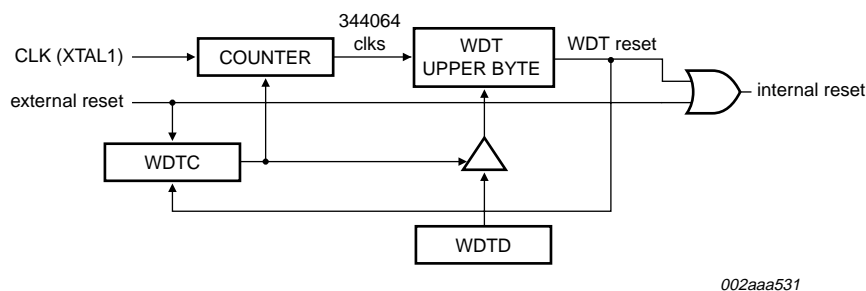 344064
clks
CLK (XTAL1)
COUNTER
WDT
UPPER BYTE
WDT reset
external reset
internal reset
WDTC
WDTD
002aaa531